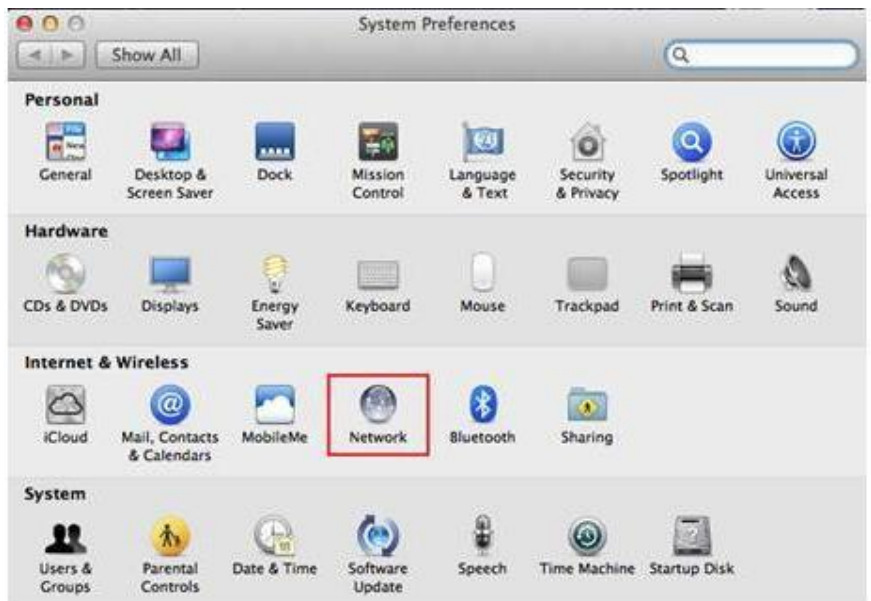 System Preferences
Show All
Personal
General
Desktop &
Screen Saver
Dock
Mission
Control
Language
& Text
Security
& Privacy
Spotlight
Universal
Access
Hardware
CDs & DVDs
Displays
Energy
Saver
Keyboard
Mouse
Trackpad
Print & Scan
Sound
Internet & Wireless
iCloud
Mail, Contacts
& Calendars
MobileMe
Network
Bluetooth
Sharing
System
Users &
Groups
Parental
Controls
Date & Time
Software
Update
Speech
Time Machine
Startup Disk